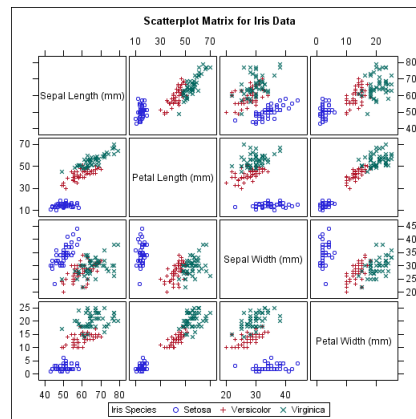 Scatterplot Matrix for Iris Data
10 30 50 70 0 10 20
Sepal Length (mm) 80
70
60
50
40
70 Petal Length (mm)
50
30
10
Sepal Width (mm) 45
40
35
30
25
20
25 Petal Width (mm)
20
15
10
5
0
40 50 60 70 80 20 30 40
Iris Species Setosa Versicolor Virginica